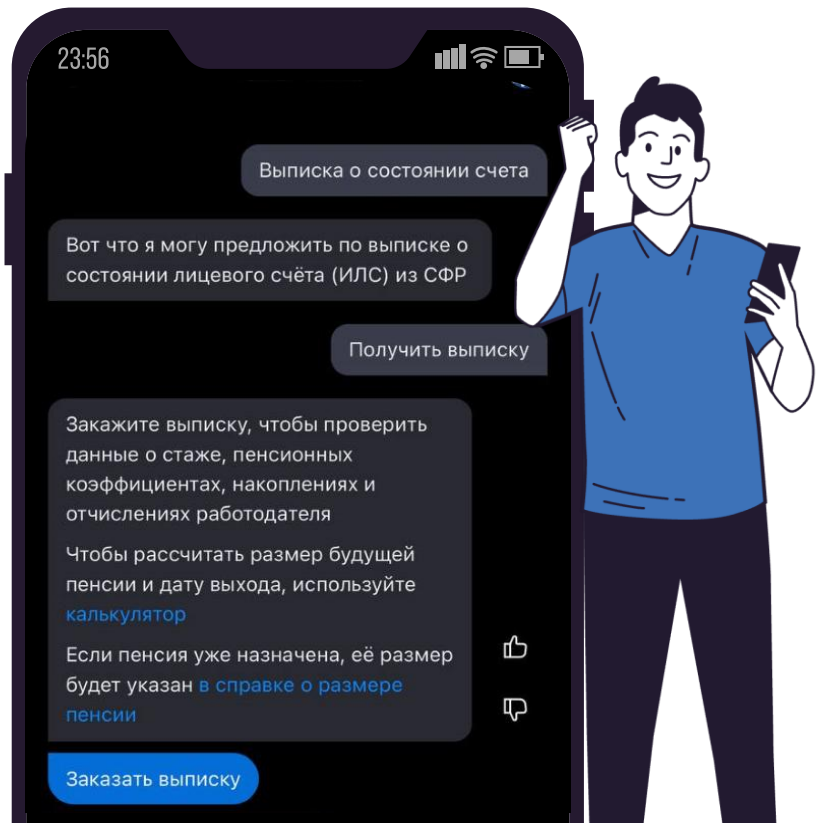 23:56
Выписка о состоянии счета
Вот что я могу предложить по выписке о
состоянии лицевого счёта (ИЛС) из СФР
Получить выписку
Закажите выписку, чтобы проверить
данные о стаже, пенсионных
коэффициентах, накоплениях и
отчислениях работодателя
Чтобы рассчитать размер будущей
пенсии и дату выхода, используйте
калькулятор
Если пенсия уже назначена, её размер
будет указан в справке о размере
пенсии
Заказать выписку